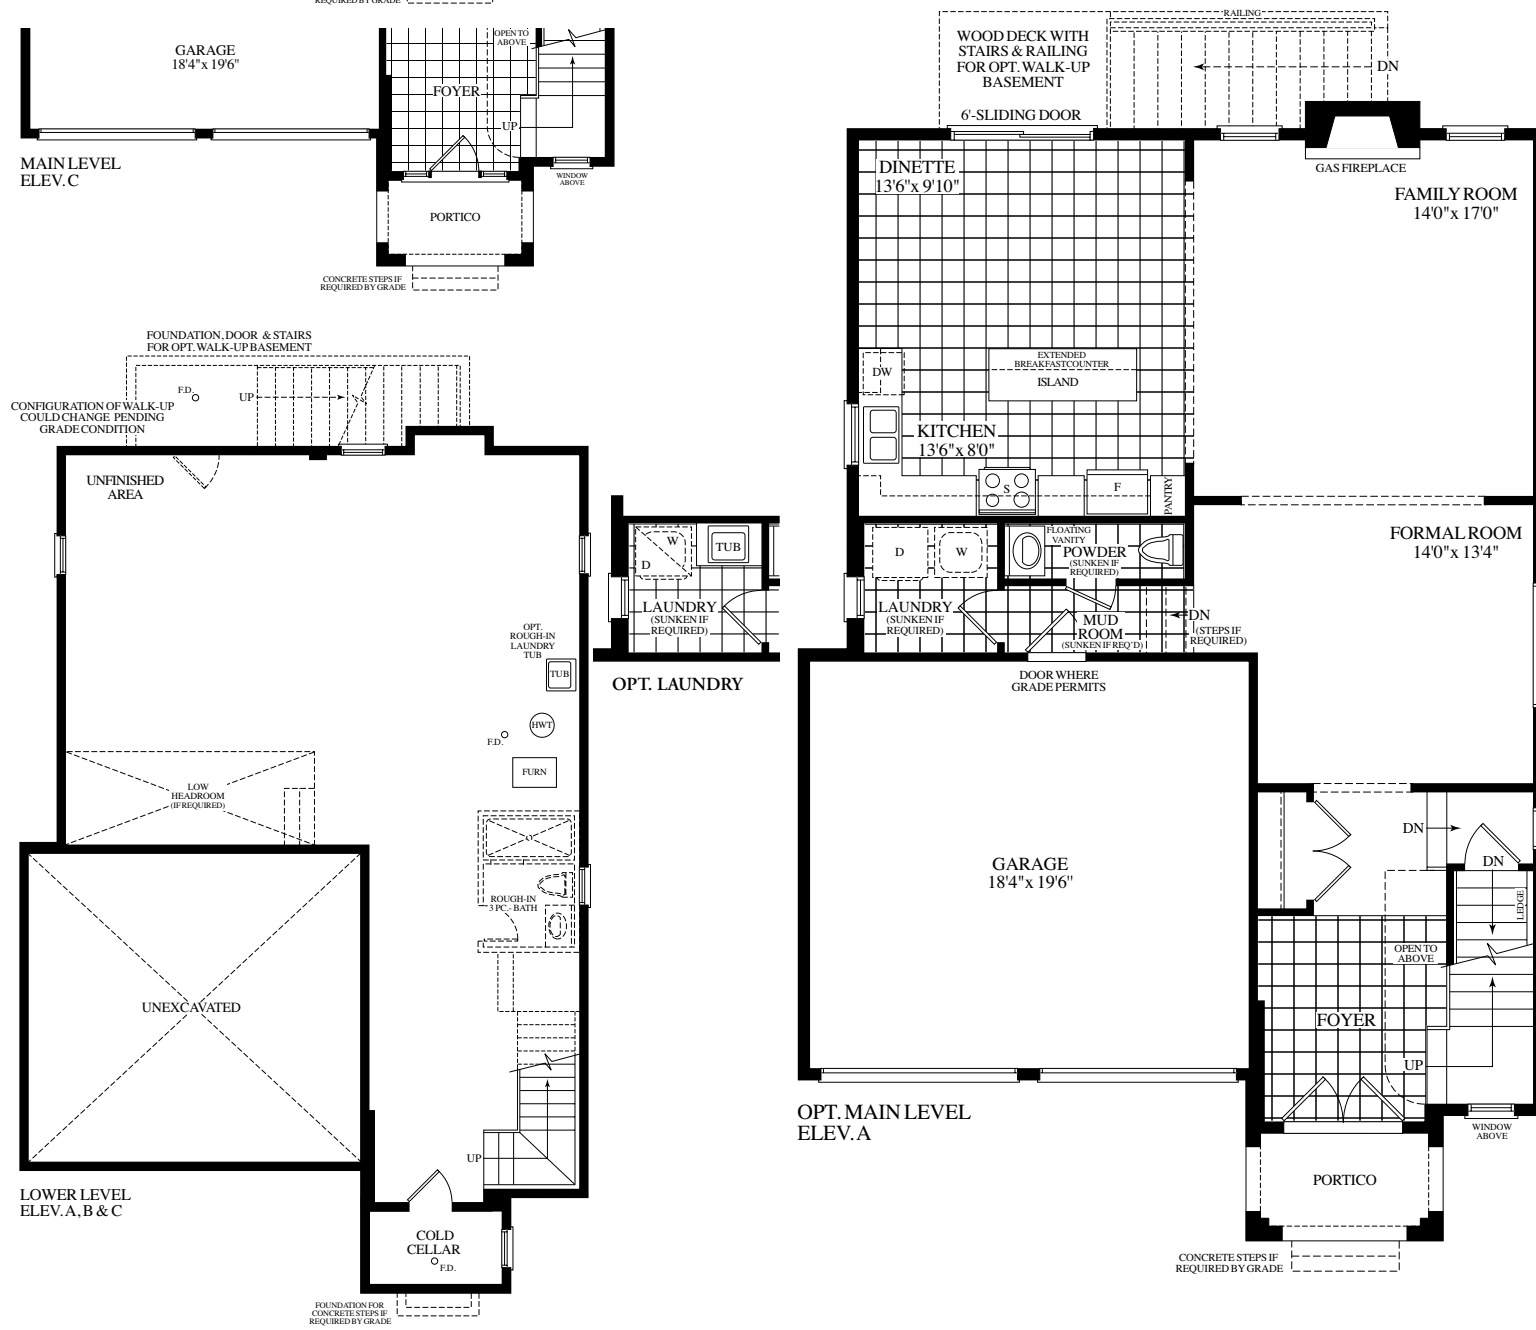 REQUIRED BY GRADE
GARAGE
18'4"x 19'6"
OPEN TO
ABOVE
FOYER
UP
MAIN LEVEL
ELEV. C
WINDOW
ABOVE
PORTICO
CONCRETE STEPS IF
REQUIRED BY GRADE
FOUNDATION, DOOR & STAIRS
FOR OPT. WALK-UP BASEMENT
F.D.
UP
CONFIGURATION OF WALK-UP
COULD CHANGE PENDING
GRADE CONDITION
UNFINISHED
AREA
OPT.
ROUGH-IN
LAUNDRY
TUB
TUB
HWT
F.D.
FURN
LOW
HEADROOM
(IF REQUIRED)
ROUGH-IN
3 PC.- BATH
UNEXCAVATED
UP
LOWER LEVEL
ELEV. A, B & C
COLD
CELLAR
F.D.
FOUNDATION FOR
CONCRETE STEPS IF
REQUIRED BY GRADE
W
D
TUB
LAUNDRY
(SUNKEN IF
REQUIRED)
OPT. LAUNDRY
RAILING
WOOD DECK WITH
STAIRS & RAILING
FOR OPT. WALK-UP
BASEMENT
DN
6'-SLIDING DOOR
DINETTE
13'6"x 9'10"
GAS FIREPLACE
FAMILY ROOM
14'0"x 17'0"
EXTENDED
BREAKFAST COUNTER
ISLAND
DW
KITCHEN
13'6"x 8'0"
S
F
PANTRY
FORMAL ROOM
14'0"x 13'4"
D
W
FLOATING
VANITY
POWDER
(SUNKEN IF
REQUIRED)
LAUNDRY
(SUNKEN IF
REQUIRED)
MUD
ROOM
(SUNKEN IF REQ'D)
DN
(STEPS IF
REQUIRED)
DOOR WHERE
GRADE PERMITS
GARAGE
18'4"x 19'6"
DN
DN
LEDGE
OPEN TO
ABOVE
FOYER
UP
OPT. MAIN LEVEL
ELEV. A
WINDOW
ABOVE
PORTICO
CONCRETE STEPS IF
REQUIRED BY GRADE